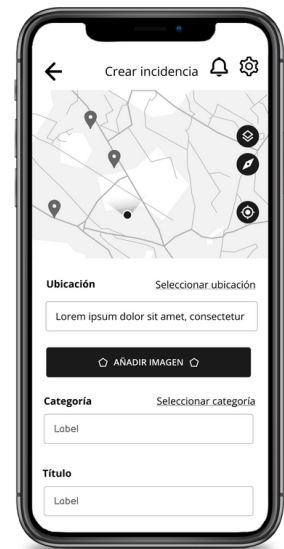 Crear incidencia
Ubicación Seleccionar ubicación
Lorem ipsum dolor sit amet, consectetur
AÑADIR IMAGEN
Categoría Seleccionar categoría
Label
Título
Label